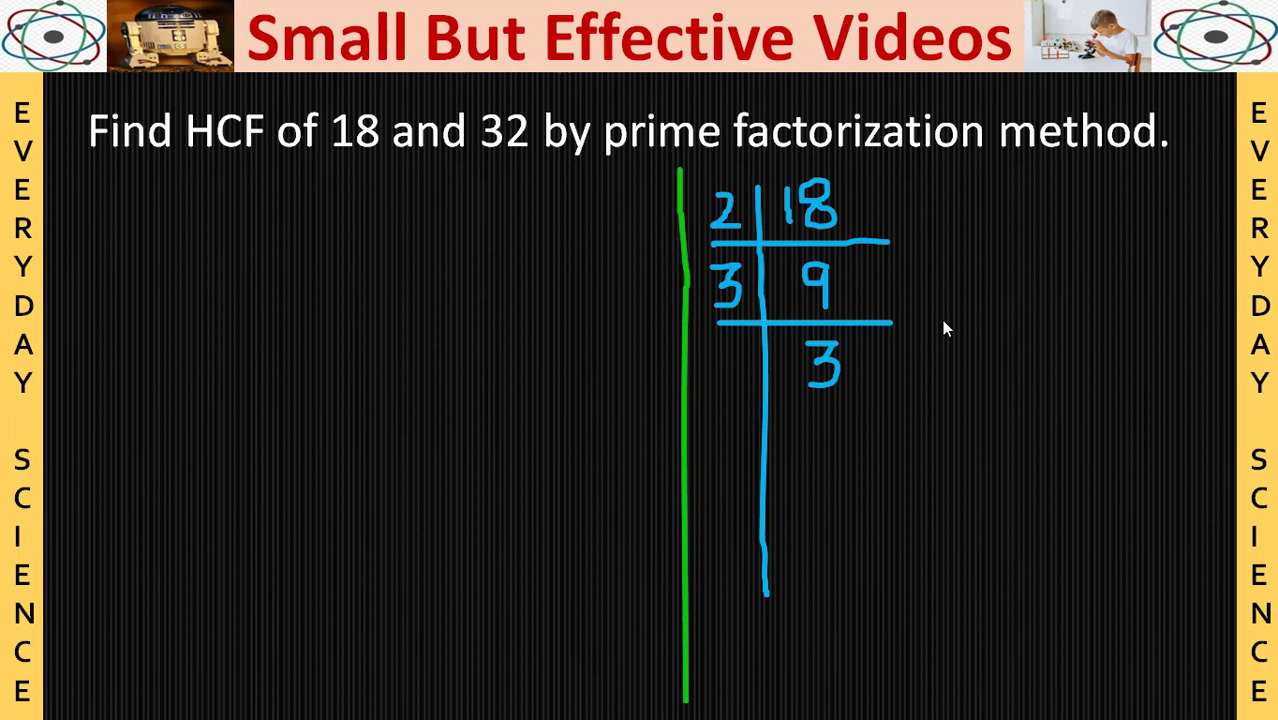 Small But Effective Videos
EVERYDAY SCIENCE
EVERYDAY SCIENCE
Find HCF of 18 and 32 by prime factorization method.
2 18
3 9
3